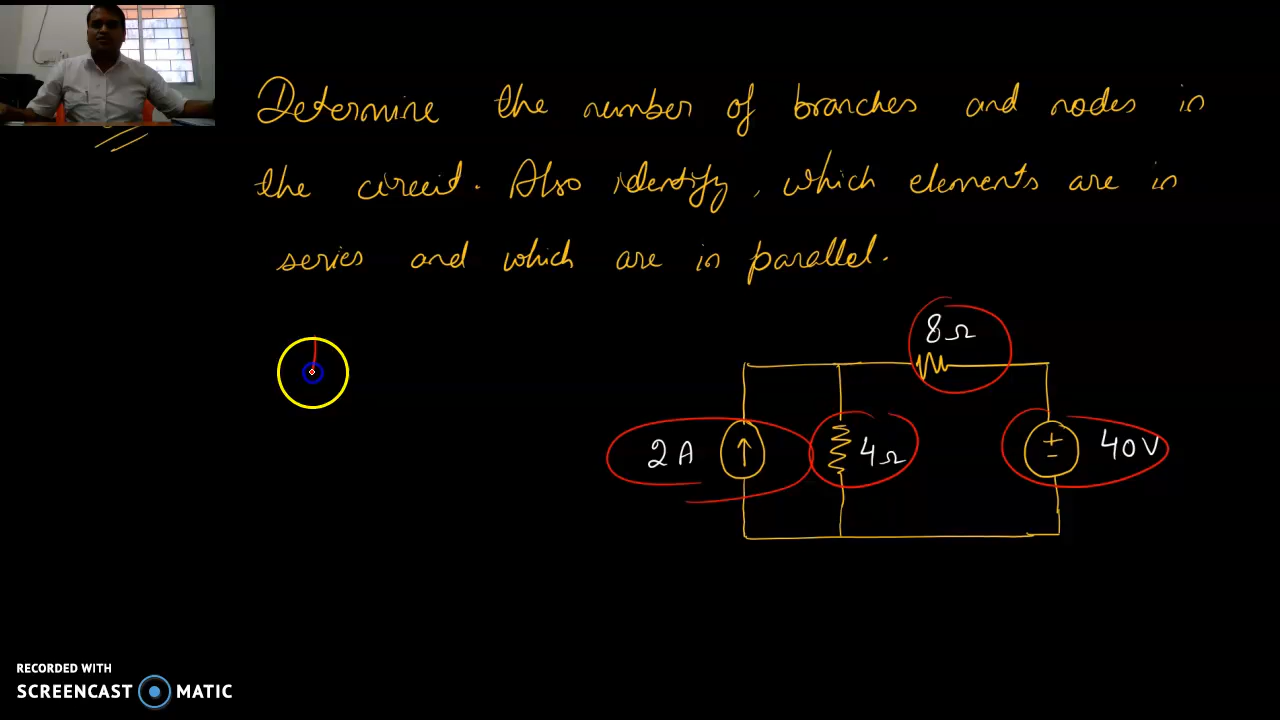 Determine the number of branches and nodes in
the circuit. Also identify, which elements are in
series and which are in parallel.
8Ω
2A
4Ω
+
-
40V
RECORDED WITH
SCREENCAST MATIC